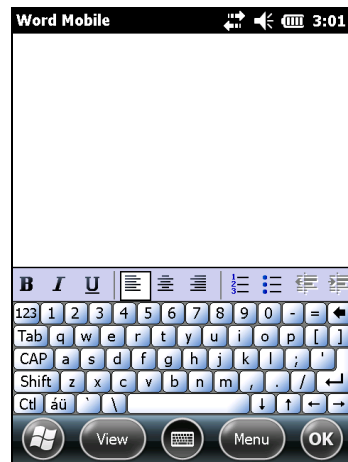 Word Mobile 3:01
B I U
123 1 2 3 4 5 6 7 8 9 0 - =
Tab q w e r t y u i o p [ ]
CAP a s d f g h j k l ; '
Shift z x c v b n m , . /
Ctl áü ` \
View Menu OK